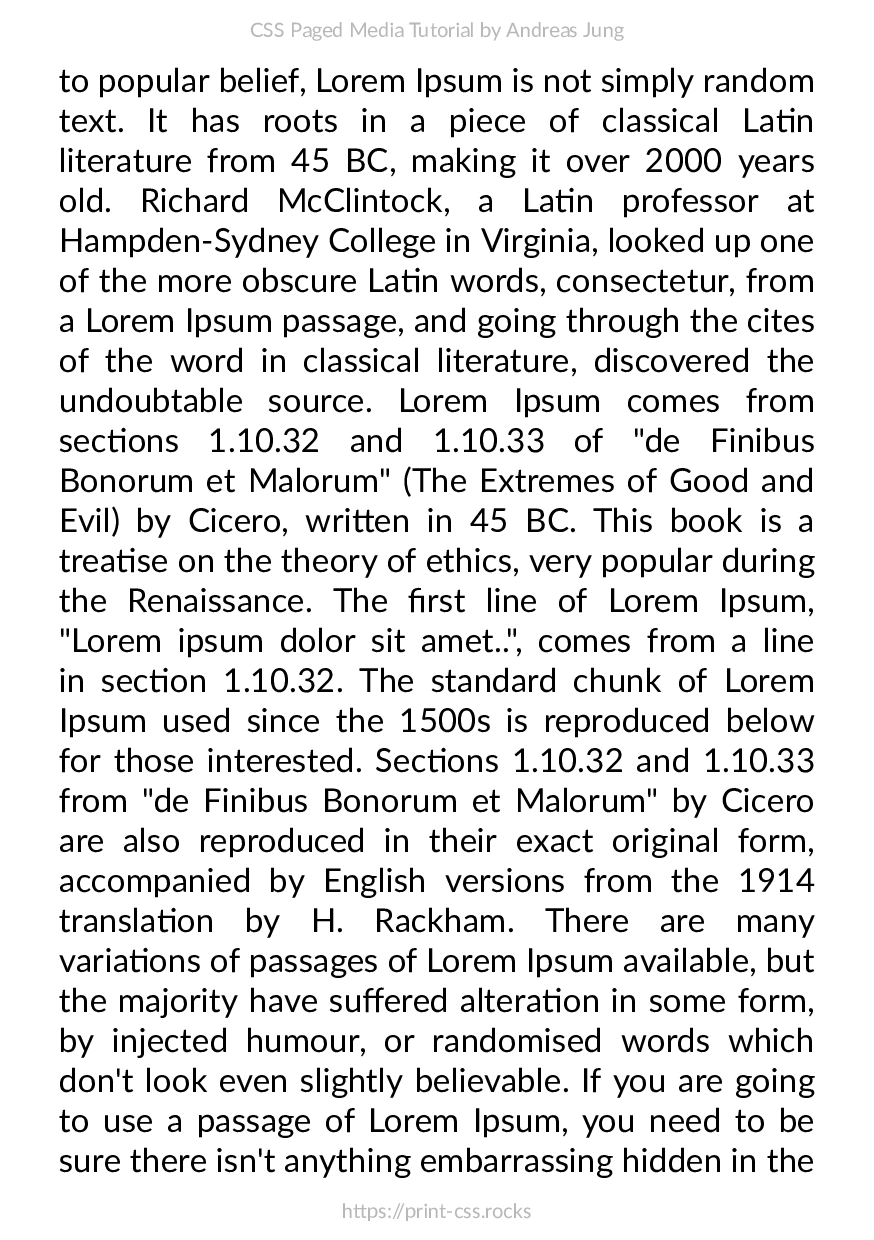 CSS Paged Media Tutorial by Andreas Jung
to popular belief, Lorem Ipsum is not simply random
text. It has roots in a piece of classical Latin
literature from 45 BC, making it over 2000 years
old. Richard McClintock, a Latin professor at
Hampden-Sydney College in Virginia, looked up one
of the more obscure Latin words, consectetur, from
a Lorem Ipsum passage, and going through the cites
of the word in classical literature, discovered the
undoubtable source. Lorem Ipsum comes from
sections 1.10.32 and 1.10.33 of "de Finibus
Bonorum et Malorum" (The Extremes of Good and
Evil) by Cicero, written in 45 BC. This book is a
treatise on the theory of ethics, very popular during
the Renaissance. The first line of Lorem Ipsum,
"Lorem ipsum dolor sit amet..", comes from a line
in section 1.10.32. The standard chunk of Lorem
Ipsum used since the 1500s is reproduced below
for those interested. Sections 1.10.32 and 1.10.33
from "de Finibus Bonorum et Malorum" by Cicero
are also reproduced in their exact original form,
accompanied by English versions from the 1914
translation by H. Rackham. There are many
variations of passages of Lorem Ipsum available, but
the majority have suffered alteration in some form,
by injected humour, or randomised words which
don't look even slightly believable. If you are going
to use a passage of Lorem Ipsum, you need to be
sure there isn't anything embarrassing hidden in the
https://print-css.rocks